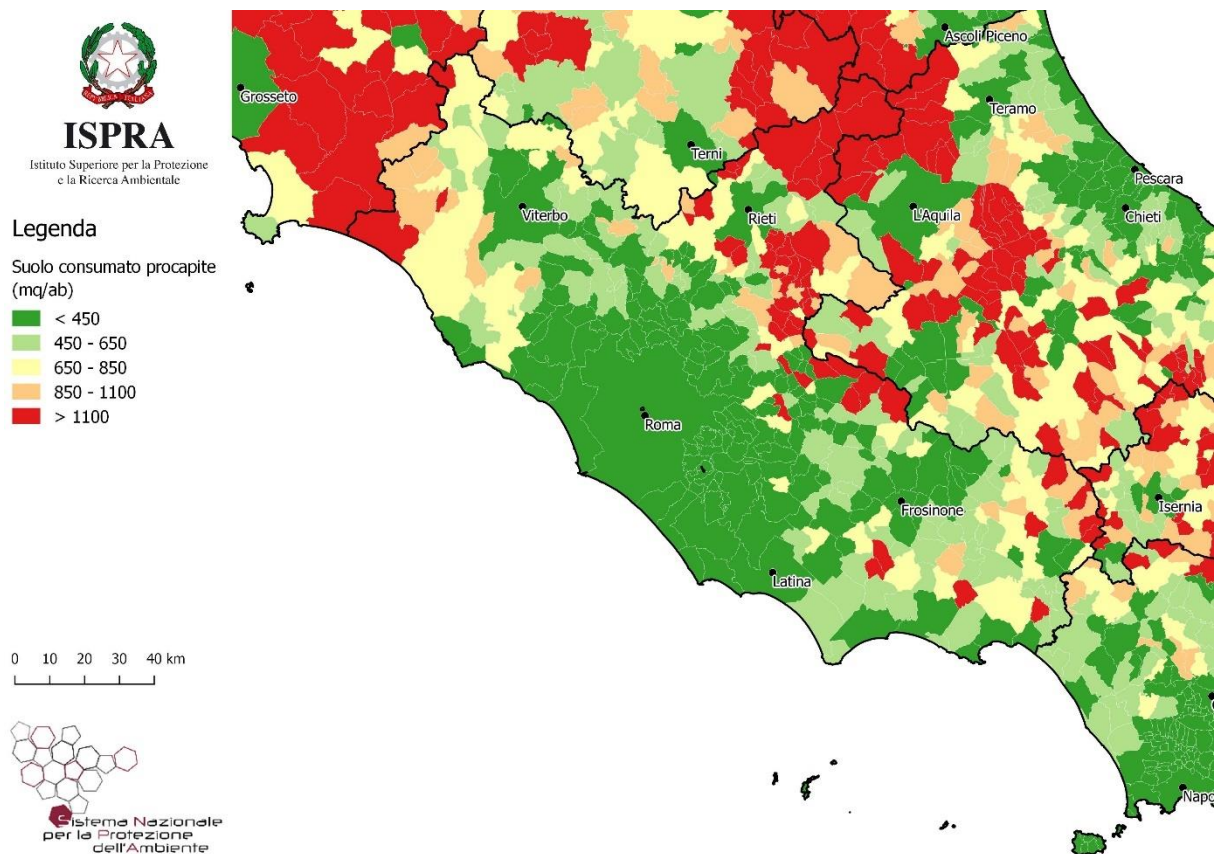 ISPRA
Istituto Superiore per la Protezione
e la Ricerca Ambientale
Legenda
Suolo consumato procapite
(mq/ab)
< 450
450 - 650
650 - 850
850 - 1100
> 1100
0 10 20 30 40 km
Sistema Nazionale
per la Protezione
dell'Ambiente
Ascoli Piceno
Grosseto
Teramo
Terni
Pescara
Viterbo
Rieti
L'Aquila
Chieti
Roma
Frosinone
Isernia
Latina
Napo